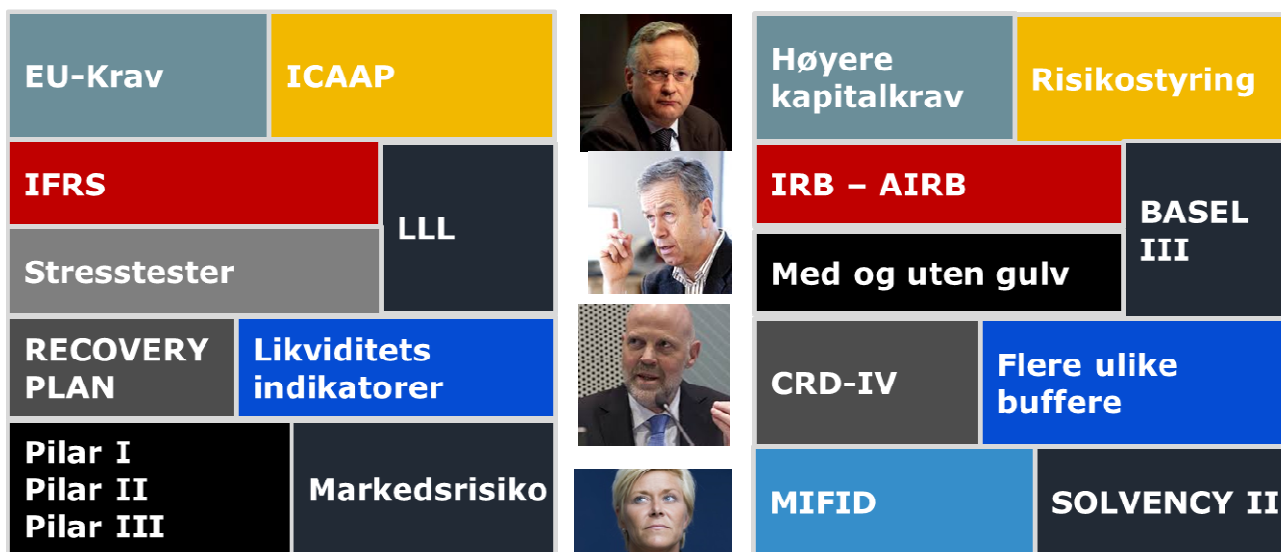 EU-Krav
ICAAP
IFRS
LLL
Stresstester
RECOVERY
PLAN
Likviditets
indikatorer
Pilar I
Pilar II
Pilar III
Markedsrisiko
Høyere
kapitalkrav
Risikostyring
IRB – AIRB
BASEL
III
Med og uten gulv
CRD-IV
Flere ulike
buffere
MIFID
SOLVENCY II